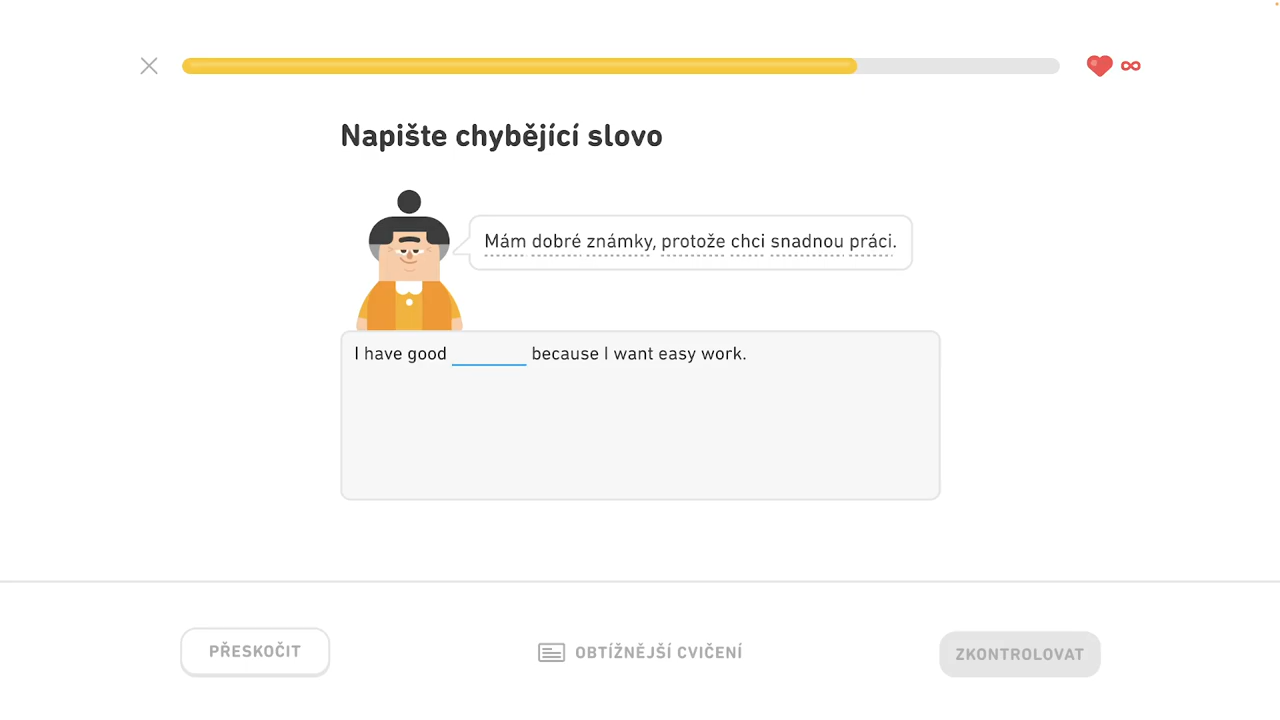 ∞
Napište chybějící slovo
Mám dobré známky, protože chci snadnou práci.
I have good ________ because I want easy work.
PŘESKOČIT
OBTÍŽNĚJŠÍ CVIČENÍ
ZKONTROLOVAT